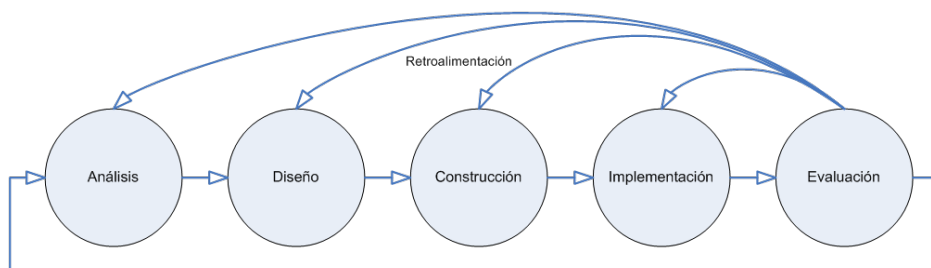 Retroalimentación
Análisis
Diseño
Construcción
Implementación
Evaluación